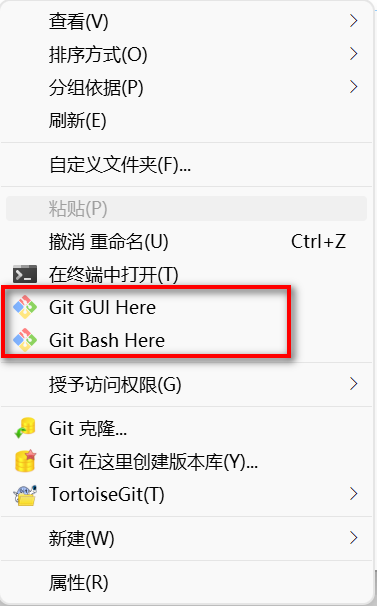 查看(V)
排序方式(O)
分组依据(P)
刷新(E)
自定义文件夹(F)...
粘贴(P)
撤消 重命名(U) Ctrl+Z
在终端中打开(T)
Git GUI Here
Git Bash Here
授予访问权限(G)
Git 克隆...
Git 在这里创建版本库(Y)...
TortoiseGit(T)
新建(W)
属性(R)